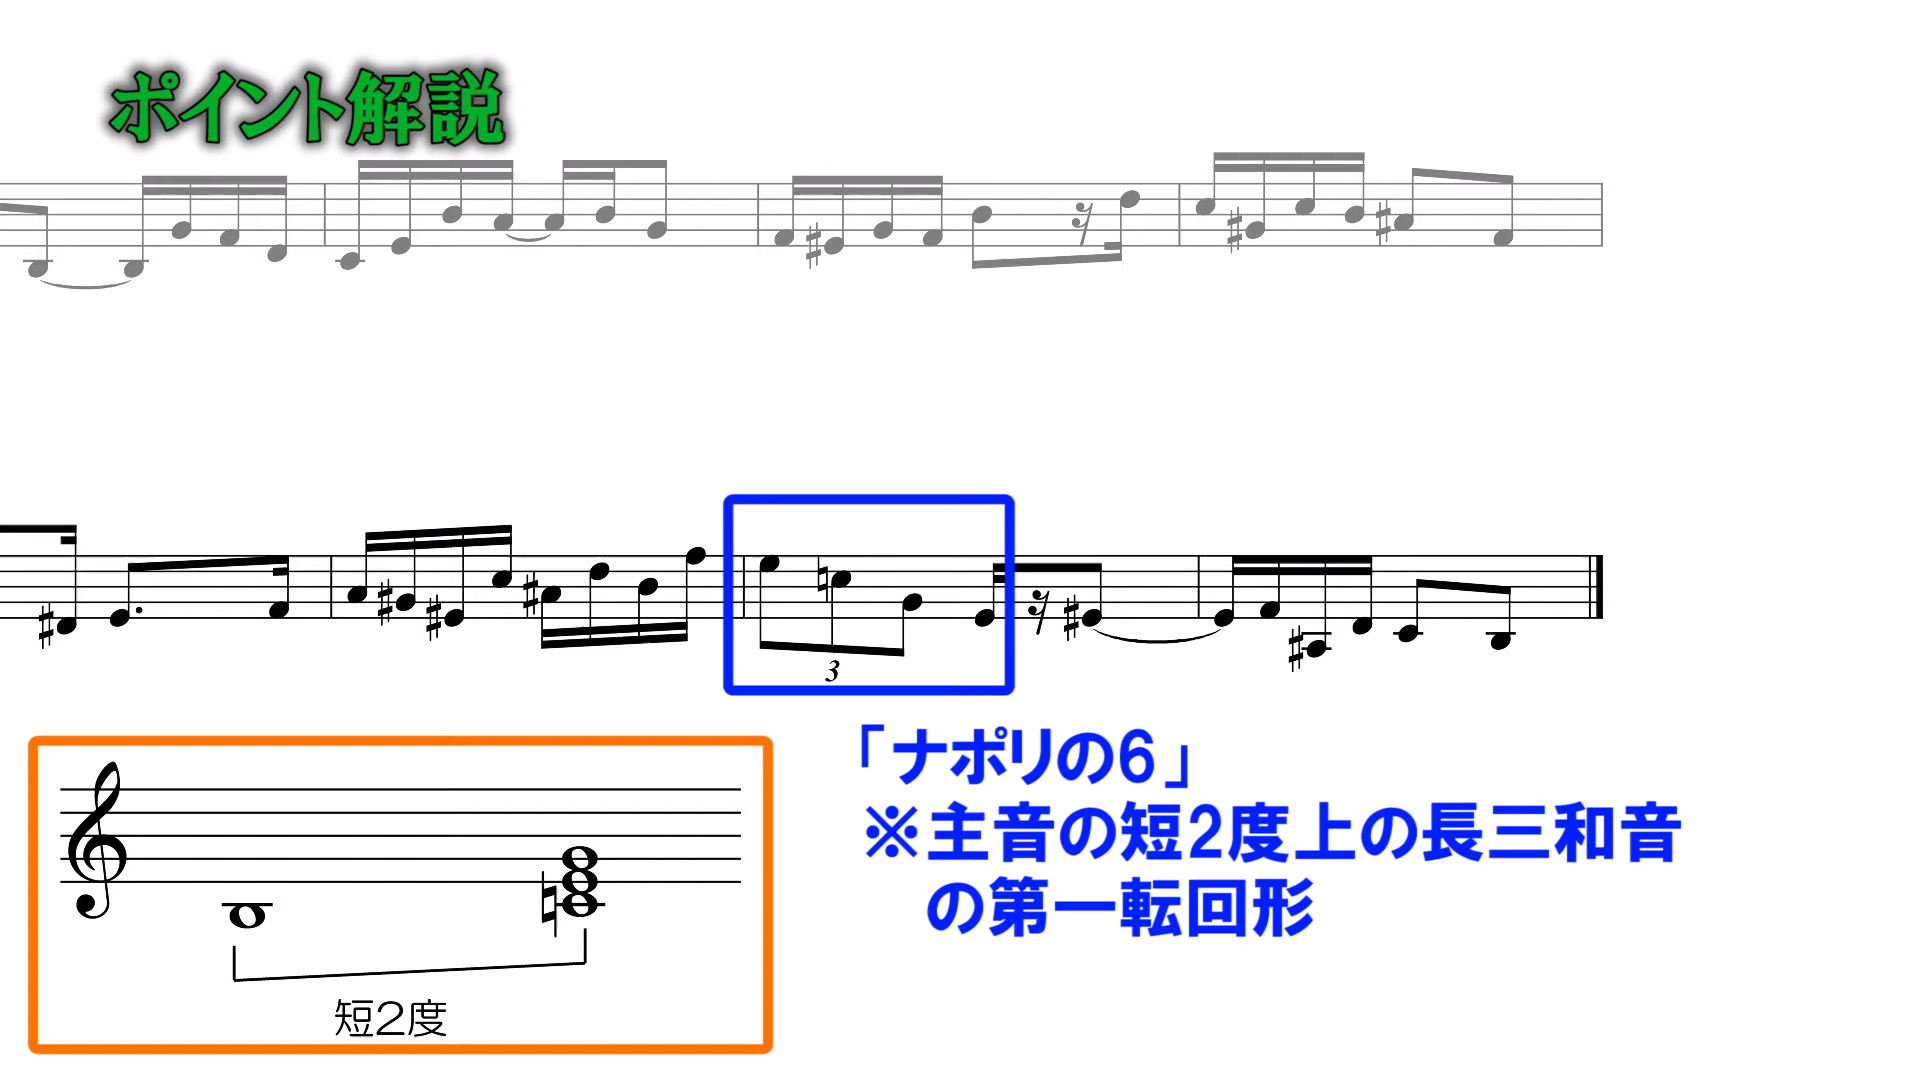 ポイント解説
3
「ナポリの6」
※主音の短2度上の長三和音
の第一転回形
短2度